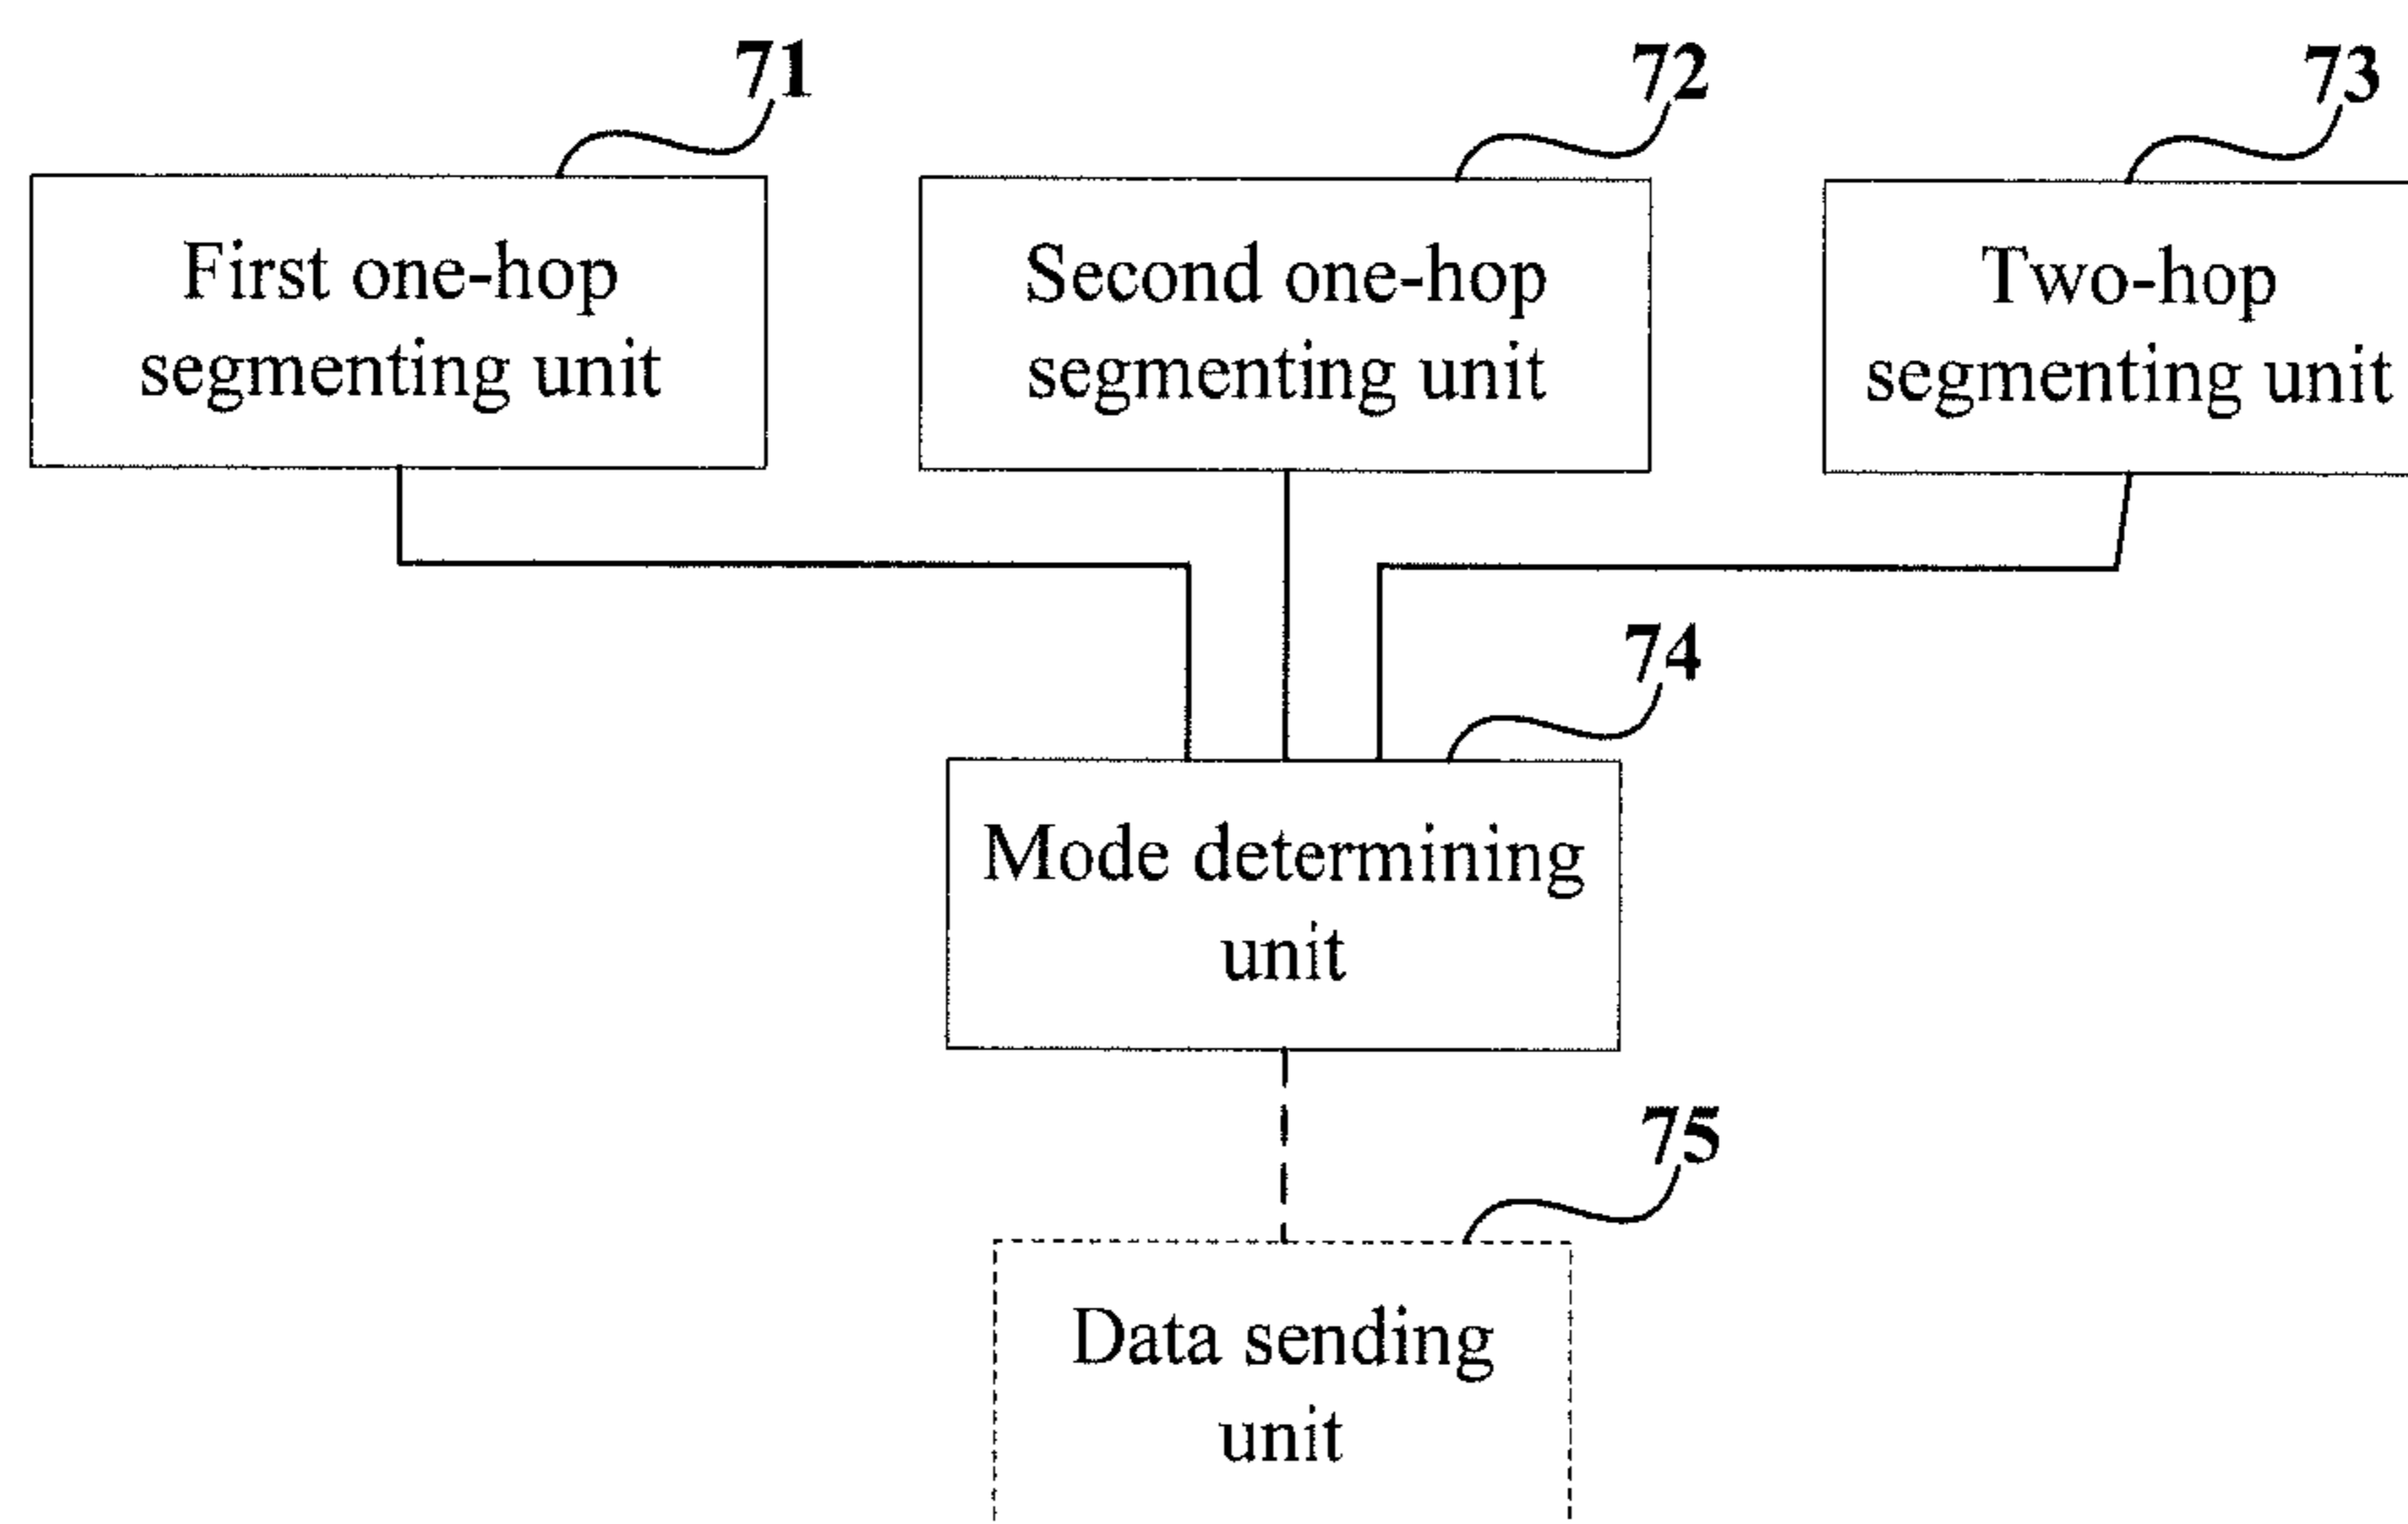 71
72
73
First one-hop
segmenting unit
Second one-hop
segmenting unit
Two-hop
segmenting unit
74
Mode determining
unit
75
Data sending
unit